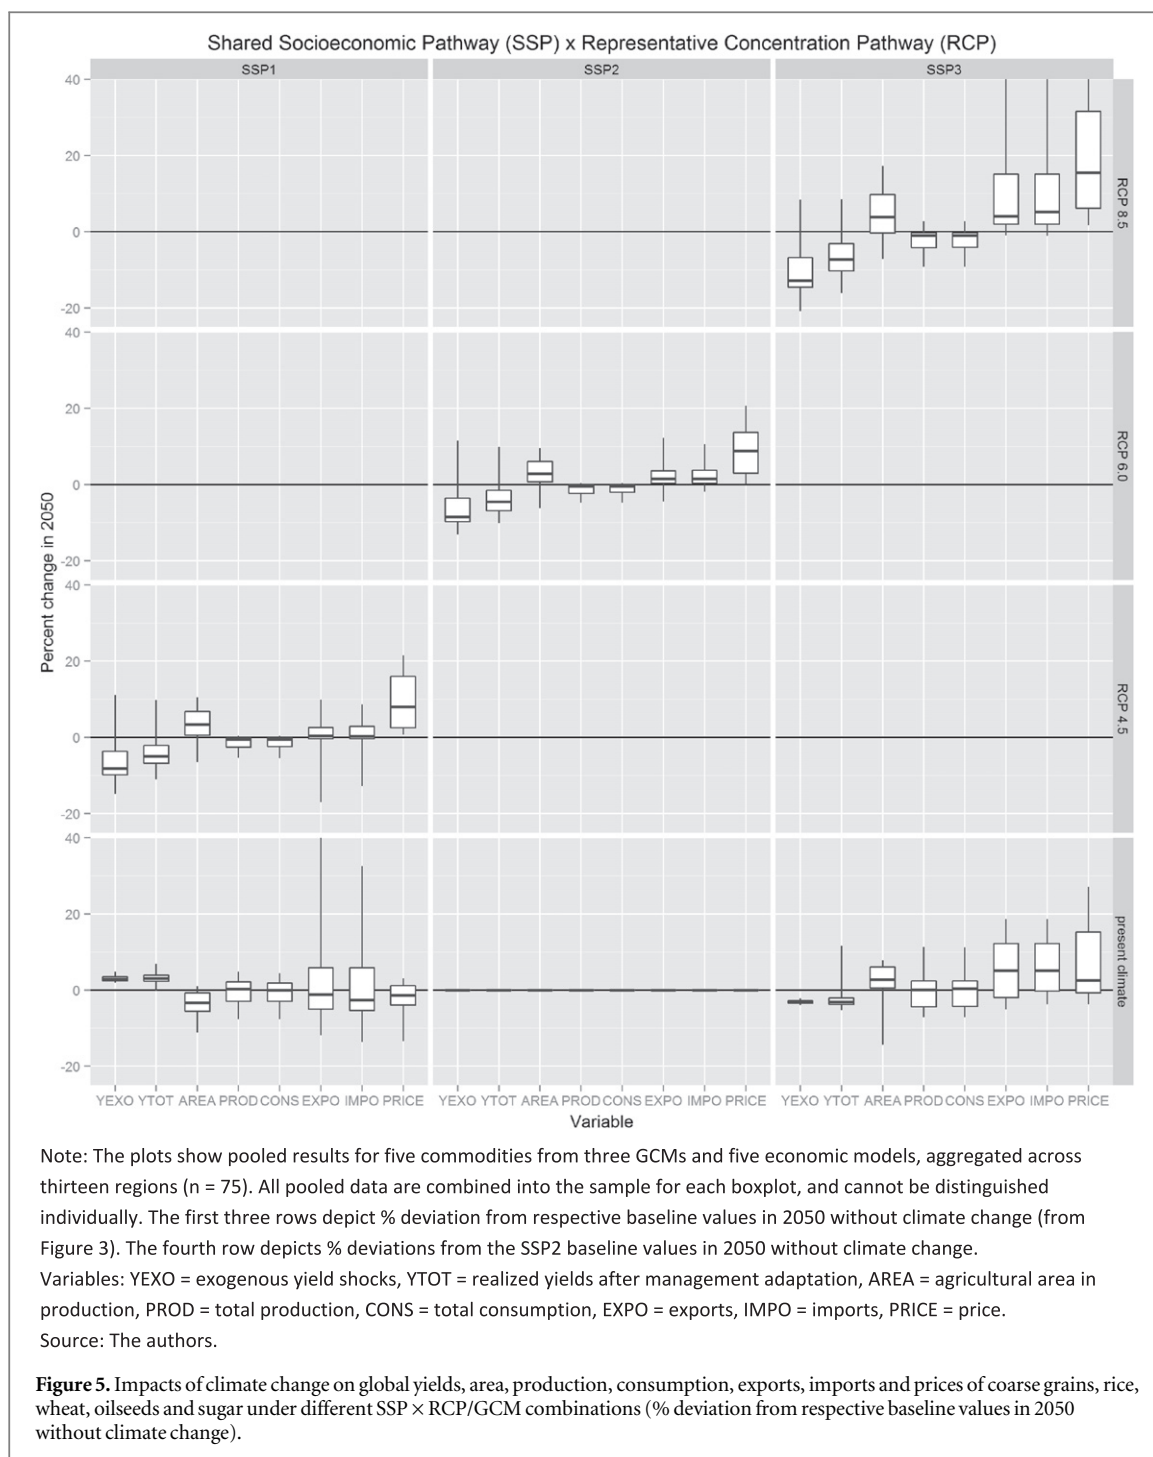 Shared Socioeconomic Pathway (SSP) x Representative Concentration Pathway (RCP)
SSP1 SSP2 SSP3
40
20
0
-20
RCP 8.5
40
20
0
-20
RCP 6.0
Percent change in 2050
40
20
0
-20
RCP 4.5
40
20
0
-20
present climate
YEXO YTOT AREA PROD CONS EXPO IMPO PRICE YEXO YTOT AREA PROD CONS EXPO IMPO PRICE YEXO YTOT AREA PROD CONS EXPO IMPO PRICE
Variable
Note: The plots show pooled results for five commodities from three GCMs and five economic models, aggregated across
thirteen regions (n = 75). All pooled data are combined into the sample for each boxplot, and cannot be distinguished
individually. The first three rows depict % deviation from respective baseline values in 2050 without climate change (from
Figure 3). The fourth row depicts % deviations from the SSP2 baseline values in 2050 without climate change.
Variables: YEXO = exogenous yield shocks, YTOT = realized yields after management adaptation, AREA = agricultural area in
production, PROD = total production, CONS = total consumption, EXPO = exports, IMPO = imports, PRICE = price.
Source: The authors.
Figure 5. Impacts of climate change on global yields, area, production, consumption, exports, imports and prices of coarse grains, rice,
wheat, oilseeds and sugar under different SSP × RCP/GCM combinations (% deviation from respective baseline values in 2050
without climate change).